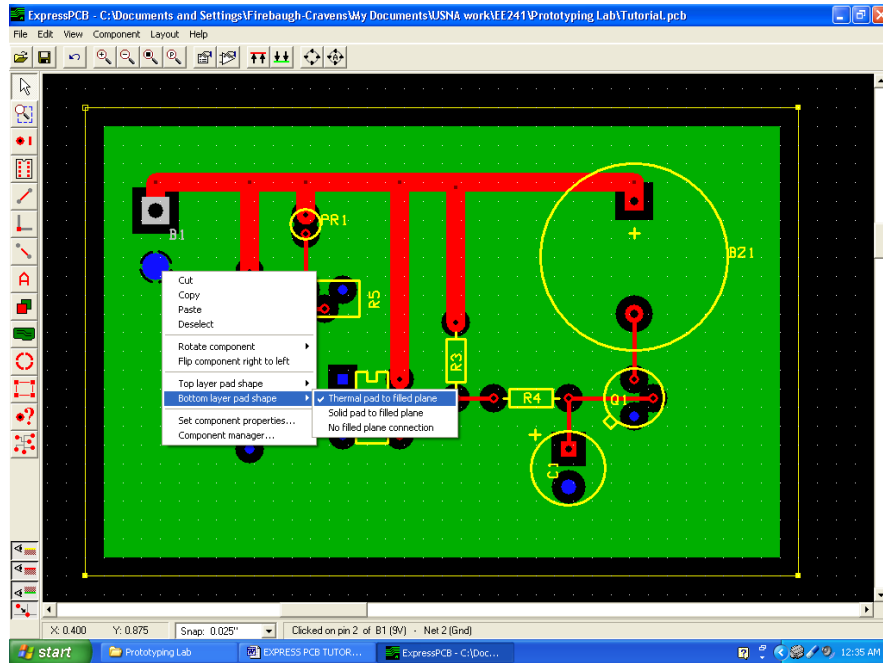 ExpressPCB - C:\Documents and Settings\Firebaugh-Cravens\My Documents\USNA work\EE241\Prototyping Lab\Tutorial.pcb
File Edit View Component Layout Help
PR1
B1
+
BZ1
Cut
Copy
Paste
Deselect
R5
Rotate component
Flip component right to left
R3
Top layer pad shape
Bottom layer pad shape
Thermal pad to filled plane
Solid pad to filled plane
No filled plane connection
R4
Q1
Set component properties...
Component manager...
+
C1
A
X: 0.400 Y: 0.875 Snap: 0.025" Clicked on pin 2 of B1 (9V) - Net 2 (Gnd)
start Prototyping Lab EXPRESS PCB TUTOR... ExpressPCB - C:\Doc... 12:35 AM